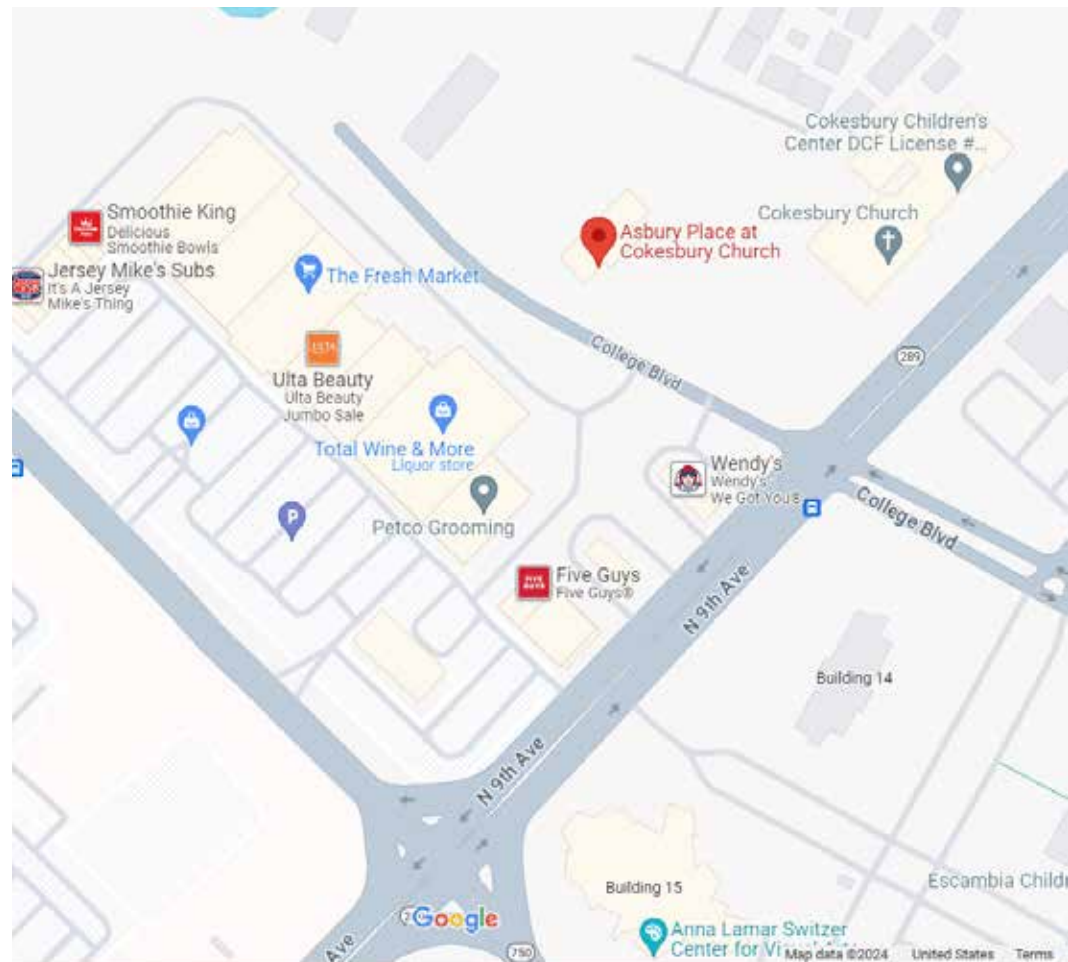 Cokesbury Children's
Center DCF License #...
Cokesbury Church
Asbury Place at
Cokesbury Church
Smoothie King
Delicious
Smoothie Bowls
Jersey Mike's Subs
It's A Jersey
Mike's Thing
The Fresh Market
289
College Blvd
ULTA
Ulta Beauty
Ulta Beauty
Jumbo Sale
Total Wine & More
Liquor store
Wendy's
Wendy's
We Got You®
College Blvd
P
Petco Grooming
FIVE
GUYS
Five Guys
Five Guys®
N 9th Ave
Building 14
N 9th Ave
Building 15
Escambia Child
Google
Ave
750
Anna Lamar Switzer
Center for
Map data ©2024
United States
Terms